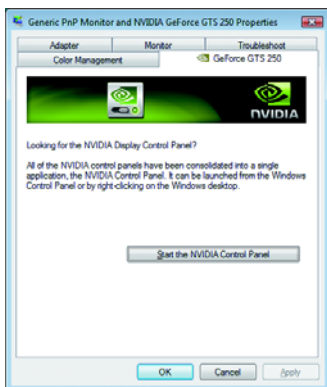 Generic PnP Monitor and NVIDIA GeForce GTS 250 Properties
Adapter Monitor Troubleshoot
Color Management GeForce GTS 250
NVIDIA
Looking for the NVIDIA Display Control Panel?
All of the NVIDIA control panels have been consolidated into a single
application, the NVIDIA Control Panel. It can be launched from the Windows
Control Panel or by right-clicking on the Windows desktop.
Start the NVIDIA Control Panel
OK Cancel Apply